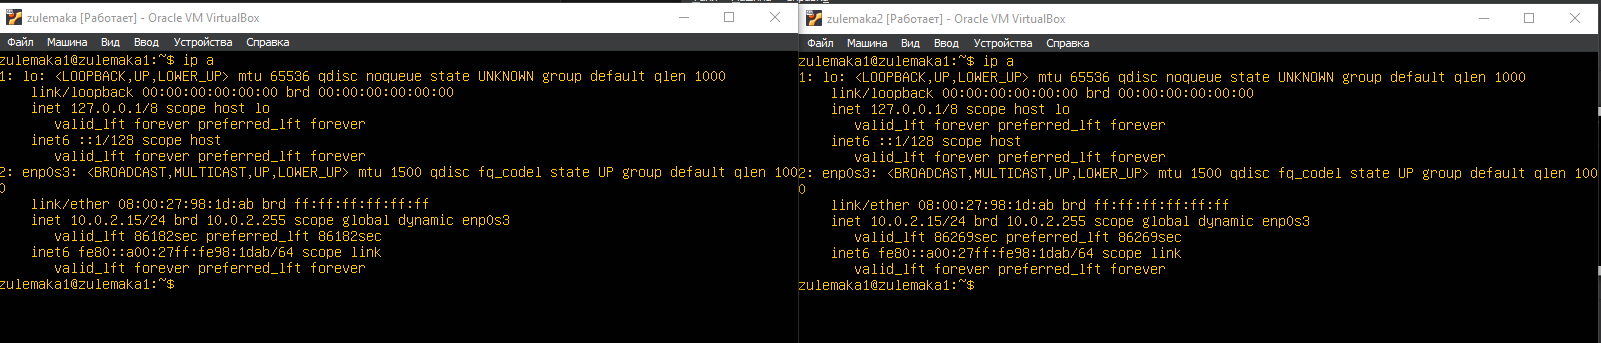 zulemaka [Работает] - Oracle VM VirtualBox
Файл Машина Вид Ввод Устройства Справка
zulemaka1@zulemaka1:~$ ip a
1: lo: <LOOPBACK,UP,LOWER_UP> mtu 65536 qdisc noqueue state UNKNOWN group default qlen 1000
link/loopback 00:00:00:00:00:00 brd 00:00:00:00:00:00
inet 127.0.0.1/8 scope host lo
valid_lft forever preferred_lft forever
inet6 ::1/128 scope host
valid_lft forever preferred_lft forever
2: enp0s3: <BROADCAST,MULTICAST,UP,LOWER_UP> mtu 1500 qdisc fq_codel state UP group default qlen 100
0
link/ether 08:00:27:98:1d:ab brd ff:ff:ff:ff:ff:ff
inet 10.0.2.15/24 brd 10.0.2.255 scope global dynamic enp0s3
valid_lft 86182sec preferred_lft 86182sec
inet6 fe80::a00:27ff:fe98:1dab/64 scope link
valid_lft forever preferred_lft forever
zulemaka1@zulemaka1:~$
zulemaka2 [Работает] - Oracle VM VirtualBox
Файл Машина Вид Ввод Устройства Справка
zulemaka1@zulemaka1:~$ ip a
1: lo: <LOOPBACK,UP,LOWER_UP> mtu 65536 qdisc noqueue state UNKNOWN group default qlen 1000
link/loopback 00:00:00:00:00:00 brd 00:00:00:00:00:00
inet 127.0.0.1/8 scope host lo
valid_lft forever preferred_lft forever
inet6 ::1/128 scope host
valid_lft forever preferred_lft forever
2: enp0s3: <BROADCAST,MULTICAST,UP,LOWER_UP> mtu 1500 qdisc fq_codel state UP group default qlen 100
0
link/ether 08:00:27:98:1d:ab brd ff:ff:ff:ff:ff:ff
inet 10.0.2.15/24 brd 10.0.2.255 scope global dynamic enp0s3
valid_lft 86269sec preferred_lft 86269sec
inet6 fe80::a00:27ff:fe98:1dab/64 scope link
valid_lft forever preferred_lft forever
zulemaka1@zulemaka1:~$